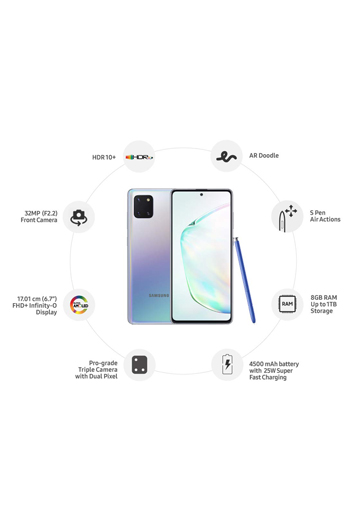 HDR 10+
HDR
AR Doodle
32MP (F2.2)
Front Camera
S Pen
Air Actions
SAMSUNG
17.01 cm (6.7")
FHD+ Infinity-O
Display
8GB RAM
Up to 1TB
Storage
RAM
Pro-grade
Triple Camera
with Dual Pixel
4500 mAh battery
with 25W Super
Fast Charging